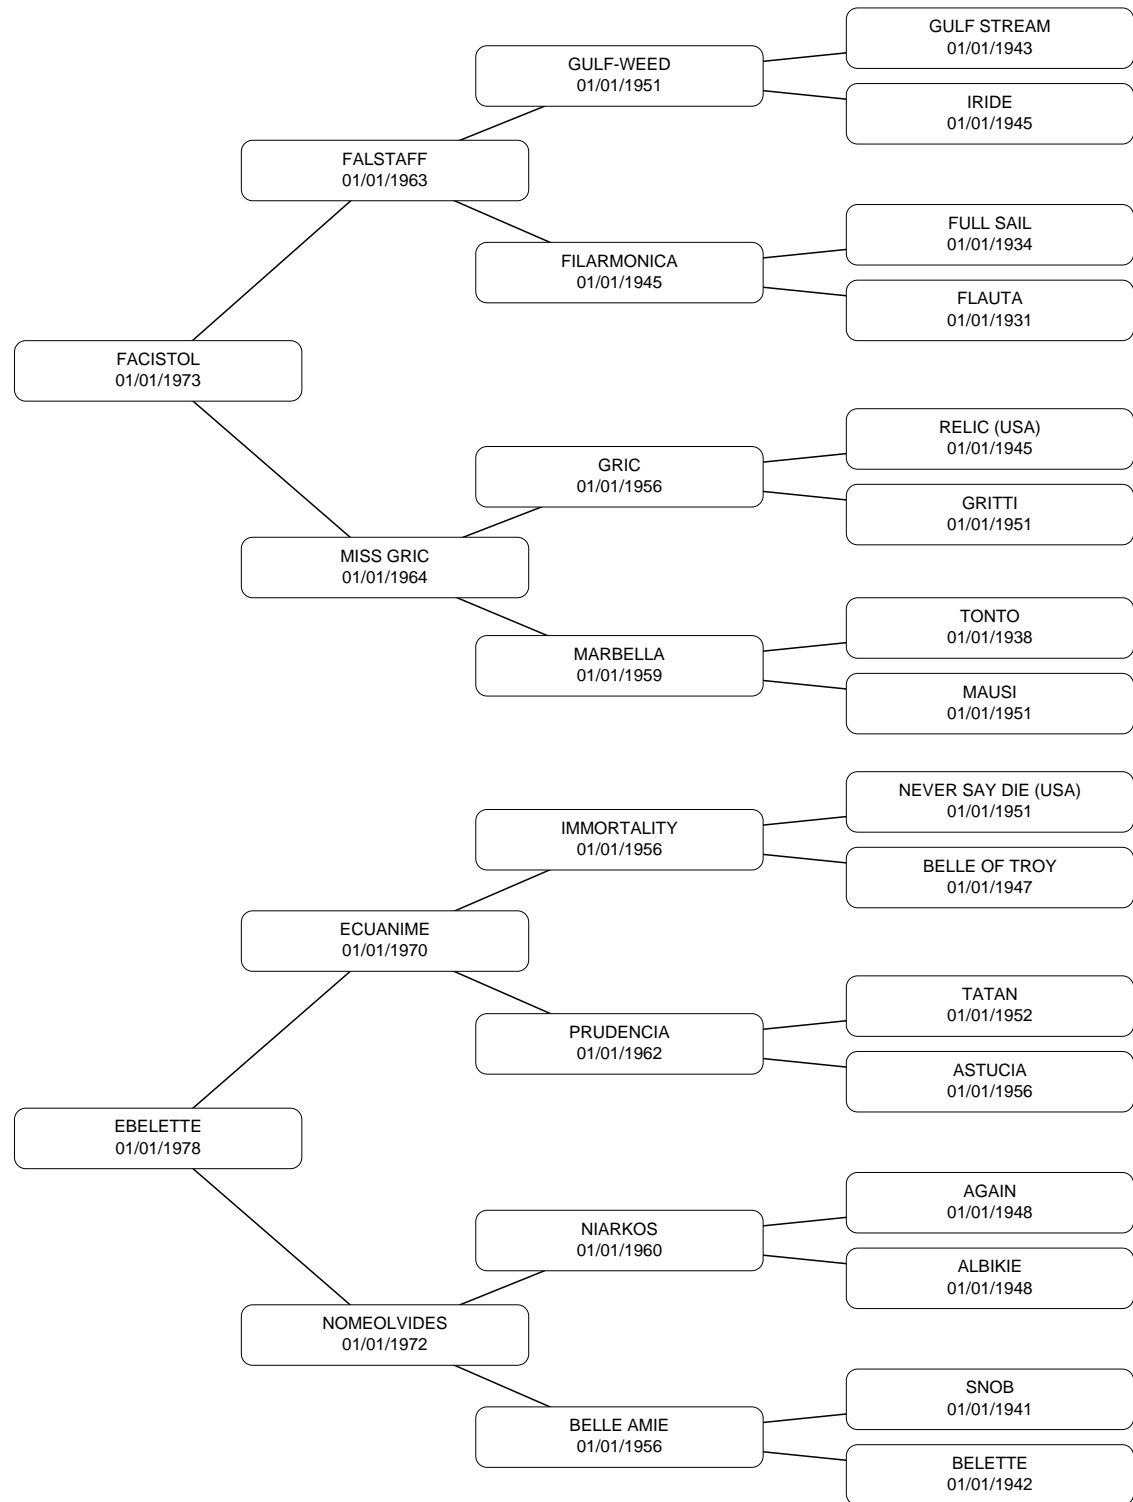 GULF STREAM
01/01/1943
GULF-WEED
01/01/1951
IRIDE
01/01/1945
FALSTAFF
01/01/1963
FULL SAIL
01/01/1934
FILARMONICA
01/01/1945
FLAUTA
01/01/1931
FACISTOL
01/01/1973
RELIC (USA)
01/01/1945
GRIC
01/01/1956
GRITTI
01/01/1951
MISS GRIC
01/01/1964
TONTO
01/01/1938
MARBELLA
01/01/1959
MAUSI
01/01/1951
NEVER SAY DIE (USA)
01/01/1951
IMMORTALITY
01/01/1956
BELLE OF TROY
01/01/1947
ECUANIME
01/01/1970
TATAN
01/01/1952
PRUDENCIA
01/01/1962
ASTUCIA
01/01/1956
EBELETTE
01/01/1978
AGAIN
01/01/1948
NIARKOS
01/01/1960
ALBIKIE
01/01/1948
NOMEOLVIDES
01/01/1972
SNOB
01/01/1941
BELLE AMIE
01/01/1956
BELETTE
01/01/1942